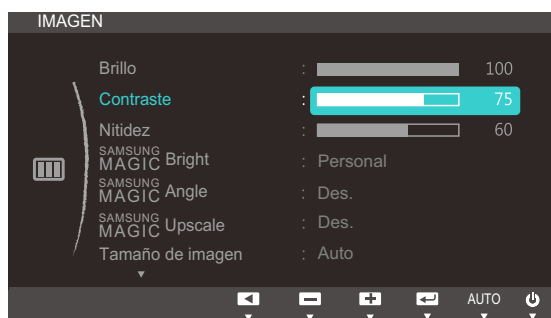 IMAGEN
Brillo : 100
Contraste : 75
Nitidez : 60
SAMSUNG MAGIC Bright : Personal
SAMSUNG MAGIC Angle : Des.
SAMSUNG MAGIC Upscale : Des.
Tamaño de imagen : Auto
AUTO